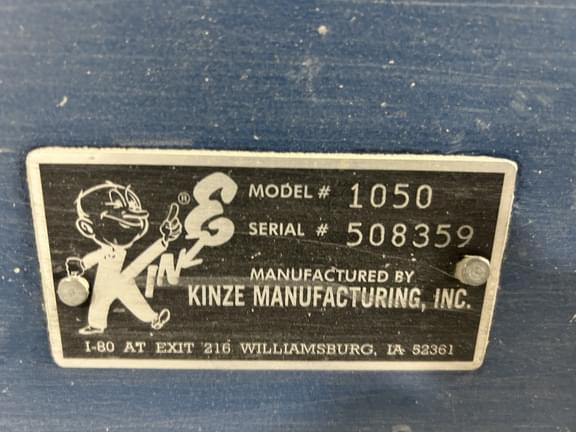 KINZE ®
MODEL # 1050
SERIAL # 508359
MANUFACTURED BY
KINZE MANUFACTURING, INC.
I-80 AT EXIT 216 WILLIAMSBURG, IA 52361